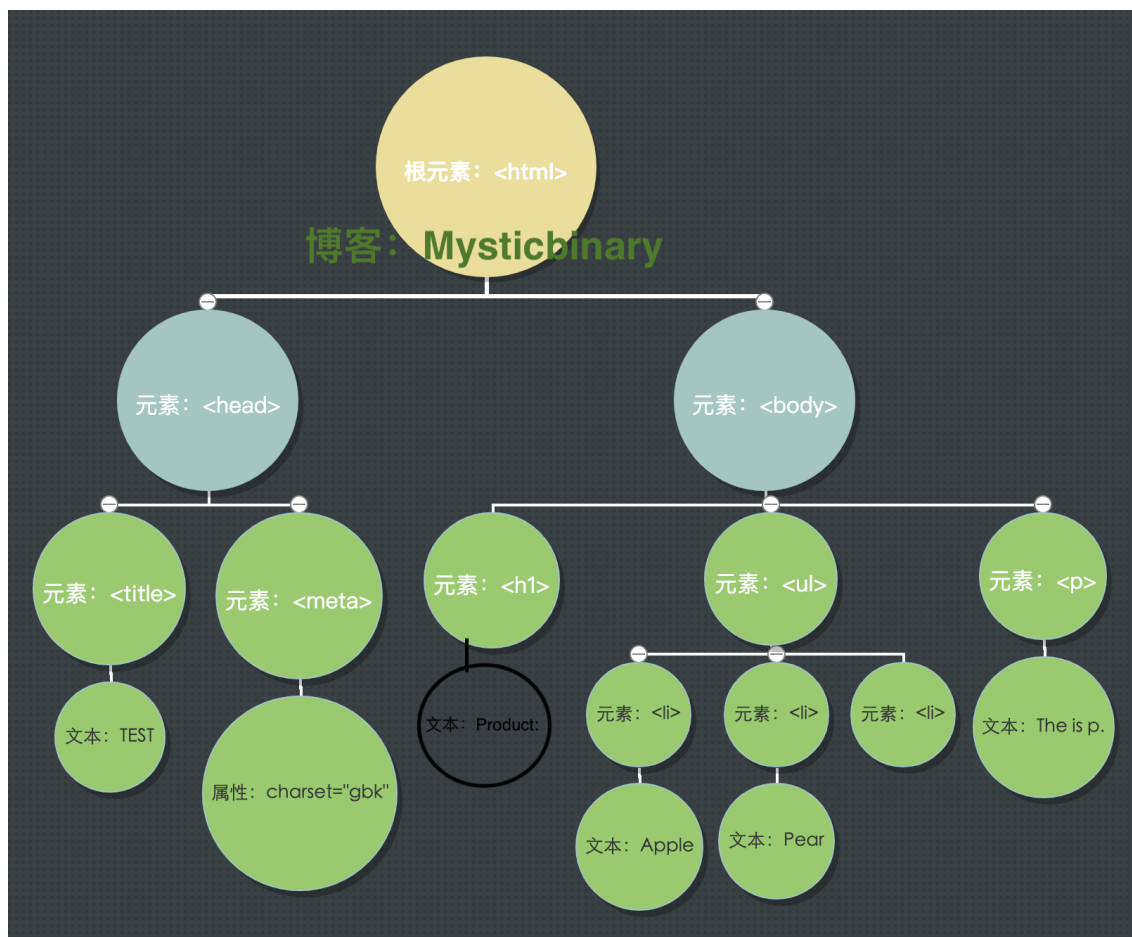 根元素：<html>
博客：Mysticbinary
元素：<head>
元素：<body>
元素：<title>
元素：<meta>
元素：<h1>
元素：<ul>
元素：<p>
文本：TEST
属性：charset="gbk"
文本：Product:
元素：<li>
元素：<li>
元素：<li>
文本：The is p.
文本：Apple
文本：Pear